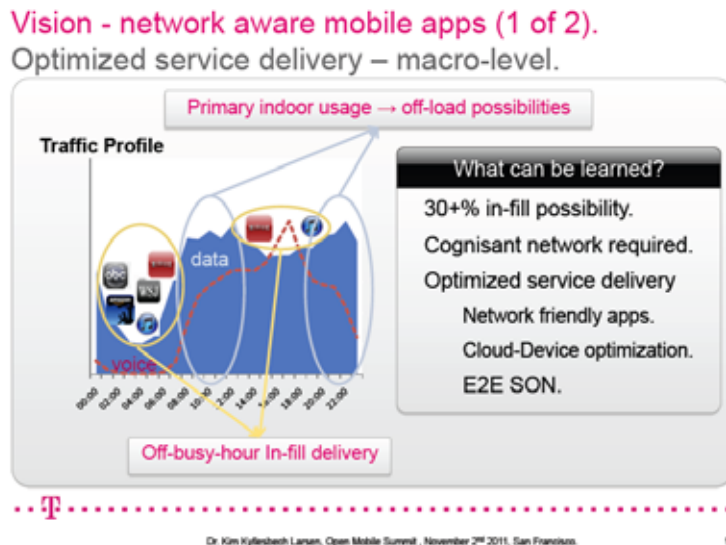 Vision - network aware mobile apps (1 of 2).
Optimized service delivery – macro-level.
Primary indoor usage → off-load possibilities
Traffic Profile
What can be learned?
30+% in-fill possibility.
Cognisant network required.
Optimized service delivery
Network friendly apps.
Cloud-Device optimization.
E2E SON.
data
abc
WSJ
voice
00:00 02:00 04:00 06:00 08:00 10:00 12:00 14:00 16:00 18:00 20:00 22:00
Off-busy-hour In-fill delivery
T
Dr. Kim Kyllesbech Larsen, Open Mobile Summit, November 2nd 2011, San Francisco.